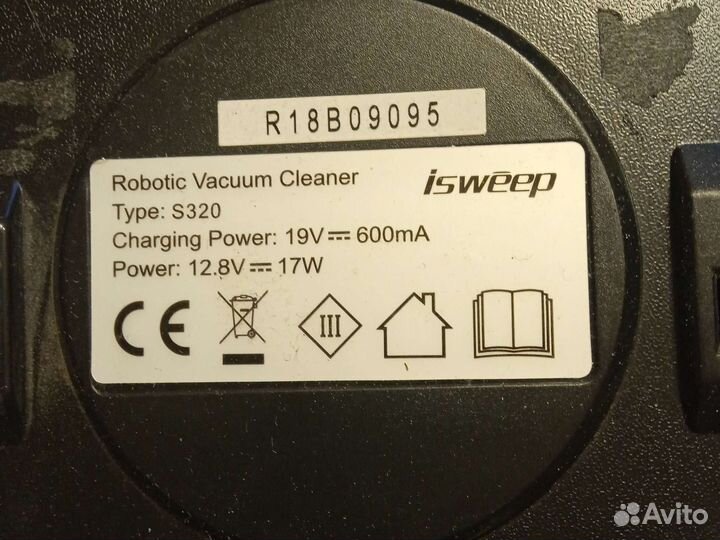 R18B09095
Robotic Vacuum Cleaner
isweep
Type: S320
Charging Power: 19V⎓600mA
Power: 12.8V⎓17W
CE
III
Avito